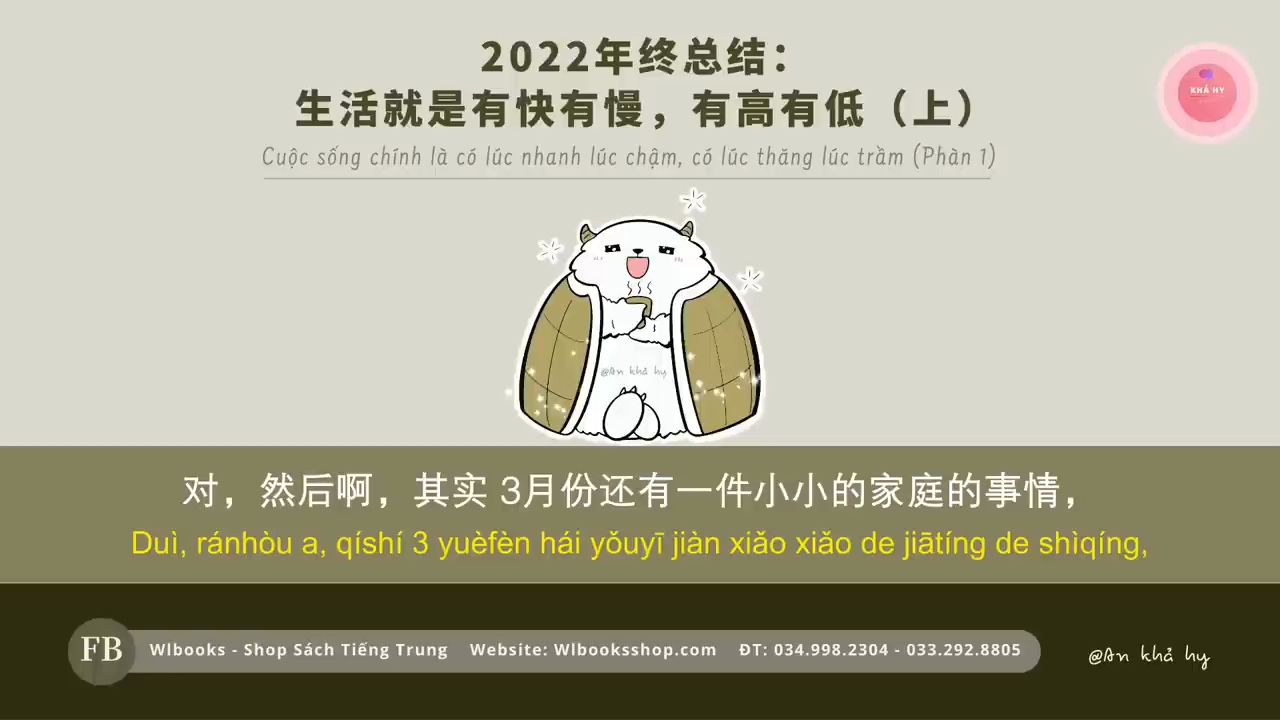 2022年终总结：
生活就是有快有慢，有高有低（上）
Cuộc sống chính là có lúc nhanh lúc chậm, có lúc thăng lúc trầm (Phần 1)
KHẢ HY
@An khả hy
对，然后啊，其实 3月份还有一件小小的家庭的事情，
Duì, ránhòu a, qíshí 3 yuèfèn hái yǒuyī jiàn xiǎo xiǎo de jiātíng de shìqíng,
FB
Wlbooks - Shop Sách Tiếng Trung Website: Wlbooksshop.com ĐT: 034.998.2304 - 033.292.8805
@An khả hy